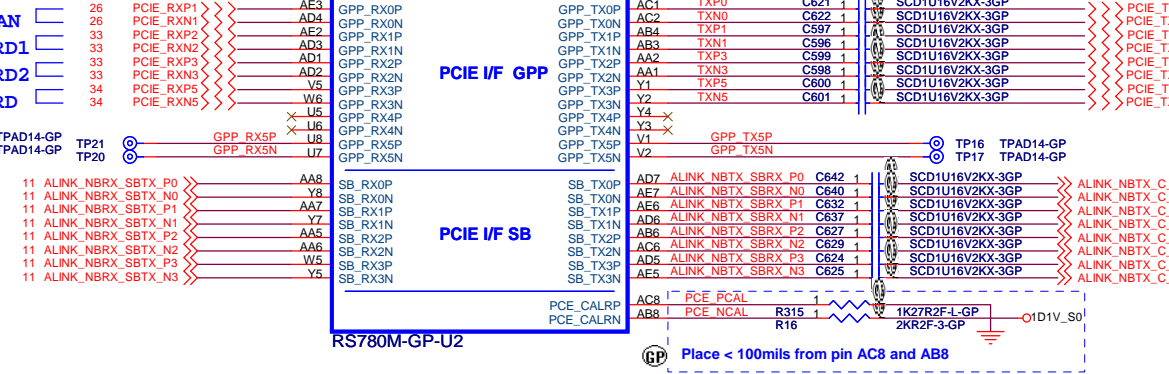 AN 26 PCIE_RXP1 AE3 GPP_RX0P GPP_TX0P AC1 TXP0 C621 1 SCD1U16V2KX-3GP PCIE_T
26 PCIE_RXN1 AD4 GPP_RX0N GPP_TX0N AC2 TXN0 C622 1 SCD1U16V2KX-3GP PCIE_T
RD1 33 PCIE_RXP2 AE2 GPP_RX1P GPP_TX1P AB4 TXP1 C597 1 SCD1U16V2KX-3GP PCIE_T
33 PCIE_RXN2 AD3 GPP_RX1N GPP_TX1N AB3 TXN1 C596 1 SCD1U16V2KX-3GP PCIE_T
RD2 33 PCIE_RXP3 AD1 GPP_RX2P GPP_TX2P AA2 TXP3 C599 1 SCD1U16V2KX-3GP PCIE_T
33 PCIE_RXN3 AD2 GPP_RX2N PCIE I/F GPP GPP_TX2N AA1 TXN3 C598 1 SCD1U16V2KX-3GP PCIE_T
RD 34 PCIE_RXP5 V5 GPP_RX3P GPP_TX3P Y1 TXP5 C600 1 SCD1U16V2KX-3GP PCIE_T
34 PCIE_RXN5 W6 GPP_RX3N GPP_TX3N Y2 TXN5 C601 1 SCD1U16V2KX-3GP PCIE_T
U5 GPP_RX4P GPP_TX4P Y4
U6 GPP_RX4N GPP_TX4N Y3
TPAD14-GP TP21 GPP_RX5P U8 GPP_RX5P GPP_TX5P V1 GPP_TX5P TP16 TPAD14-GP
TPAD14-GP TP20 GPP_RX5N U7 GPP_RX5N GPP_TX5N V2 GPP_TX5N TP17 TPAD14-GP
11 ALINK_NBRX_SBTX_P0 AA8 SB_RX0P SB_TX0P AD7 ALINK_NBTX_SBRX_P0 C642 1 SCD1U16V2KX-3GP ALINK_NBTX_C_
11 ALINK_NBRX_SBTX_N0 Y8 SB_RX0N SB_TX0N AE7 ALINK_NBTX_SBRX_N0 C640 1 SCD1U16V2KX-3GP ALINK_NBTX_C_
11 ALINK_NBRX_SBTX_P1 AA7 SB_RX1P SB_TX1P AE6 ALINK_NBTX_SBRX_P1 C632 1 SCD1U16V2KX-3GP ALINK_NBTX_C_
11 ALINK_NBRX_SBTX_N1 Y7 SB_RX1N SB_TX1N AD6 ALINK_NBTX_SBRX_N1 C637 1 SCD1U16V2KX-3GP ALINK_NBTX_C_
11 ALINK_NBRX_SBTX_P2 AA5 SB_RX2P PCIE I/F SB SB_TX2P AB6 ALINK_NBTX_SBRX_P2 C627 1 SCD1U16V2KX-3GP ALINK_NBTX_C_
11 ALINK_NBRX_SBTX_N2 AA6 SB_RX2N SB_TX2N AC6 ALINK_NBTX_SBRX_N2 C629 1 SCD1U16V2KX-3GP ALINK_NBTX_C_
11 ALINK_NBRX_SBTX_P3 W5 SB_RX3P SB_TX3P AD5 ALINK_NBTX_SBRX_P3 C624 1 SCD1U16V2KX-3GP ALINK_NBTX_C_
11 ALINK_NBRX_SBTX_N3 Y5 SB_RX3N SB_TX3N AE5 ALINK_NBTX_SBRX_N3 C625 1 SCD1U16V2KX-3GP ALINK_NBTX_C_
PCE_CALRP AC8 PCE_PCAL 1 R315 1K27R2F-L-GP
PCE_CALRN AB8 PCE_NCAL 1 R16 2KR2F-3-GP 1D1V_S0
RS780M-GP-U2
GP Place < 100mils from pin AC8 and AB8